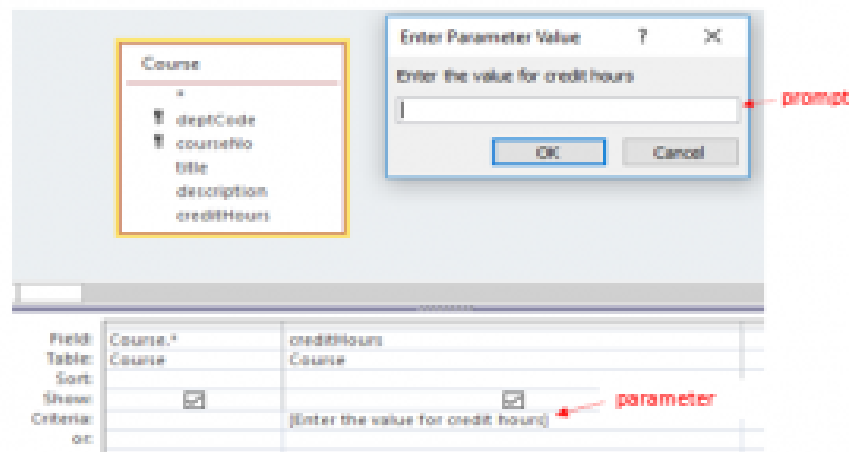 Course
*
deptCode
courseNo
title
description
creditHours
Enter Parameter Value ? ×
Enter the value for credit hours
OK Cancel
prompt
Field: Course.* creditHours
Table: Course Course
Sort:
Show:
Criteria: [Enter the value for credit hours]
or:
parameter